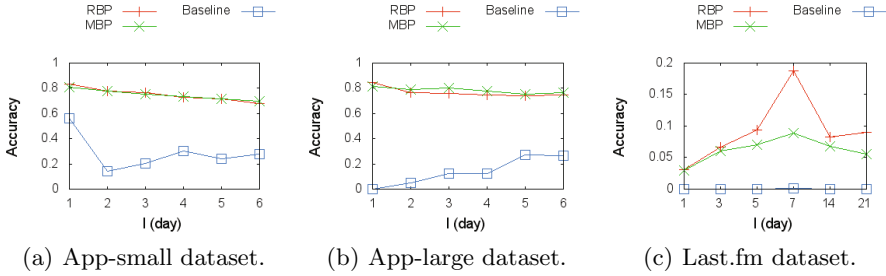 RBP
MBP
Baseline
Accuracy
1
0.8
0.6
0.4
0.2
0
1 2 3 4 5 6
l (day)
(a) App-small dataset.
RBP
MBP
Baseline
Accuracy
1
0.8
0.6
0.4
0.2
0
1 2 3 4 5 6
l (day)
(b) App-large dataset.
RBP
MBP
Baseline
Accuracy
0.2
0.15
0.1
0.05
0
1 3 5 7 14 21
l (day)
(c) Last.fm dataset.